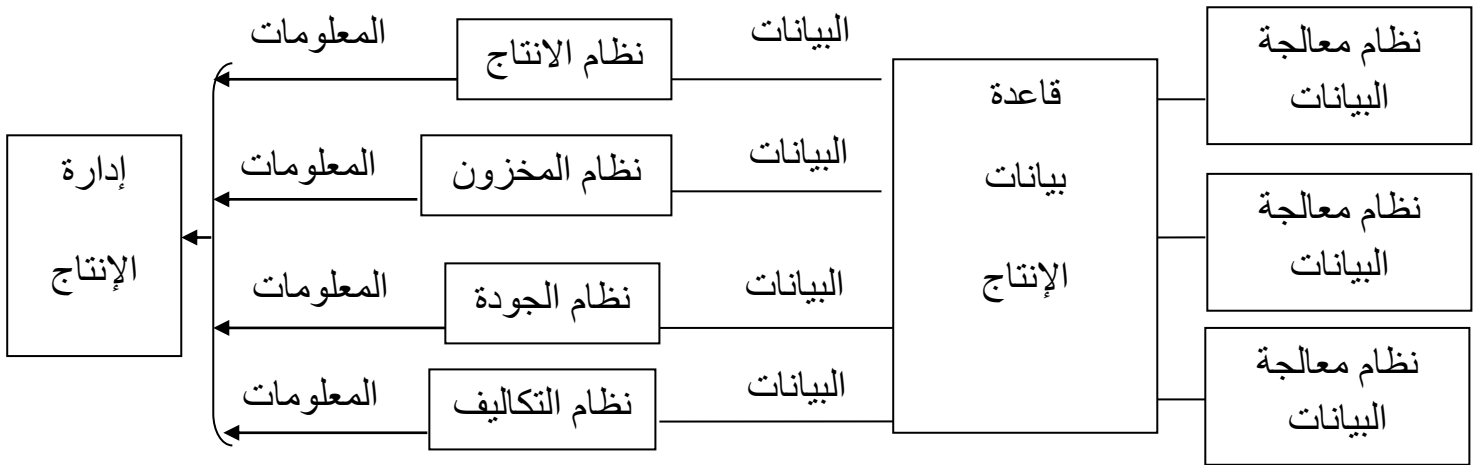 نظام معالجة
البيانات
نظام معالجة
البيانات
نظام معالجة
البيانات
قاعدة
بيانات
الإنتاج
البيانات
نظام الانتاج
المعلومات
البيانات
نظام المخزون
المعلومات
البيانات
نظام الجودة
المعلومات
البيانات
نظام التكاليف
المعلومات
إدارة
الإنتاج